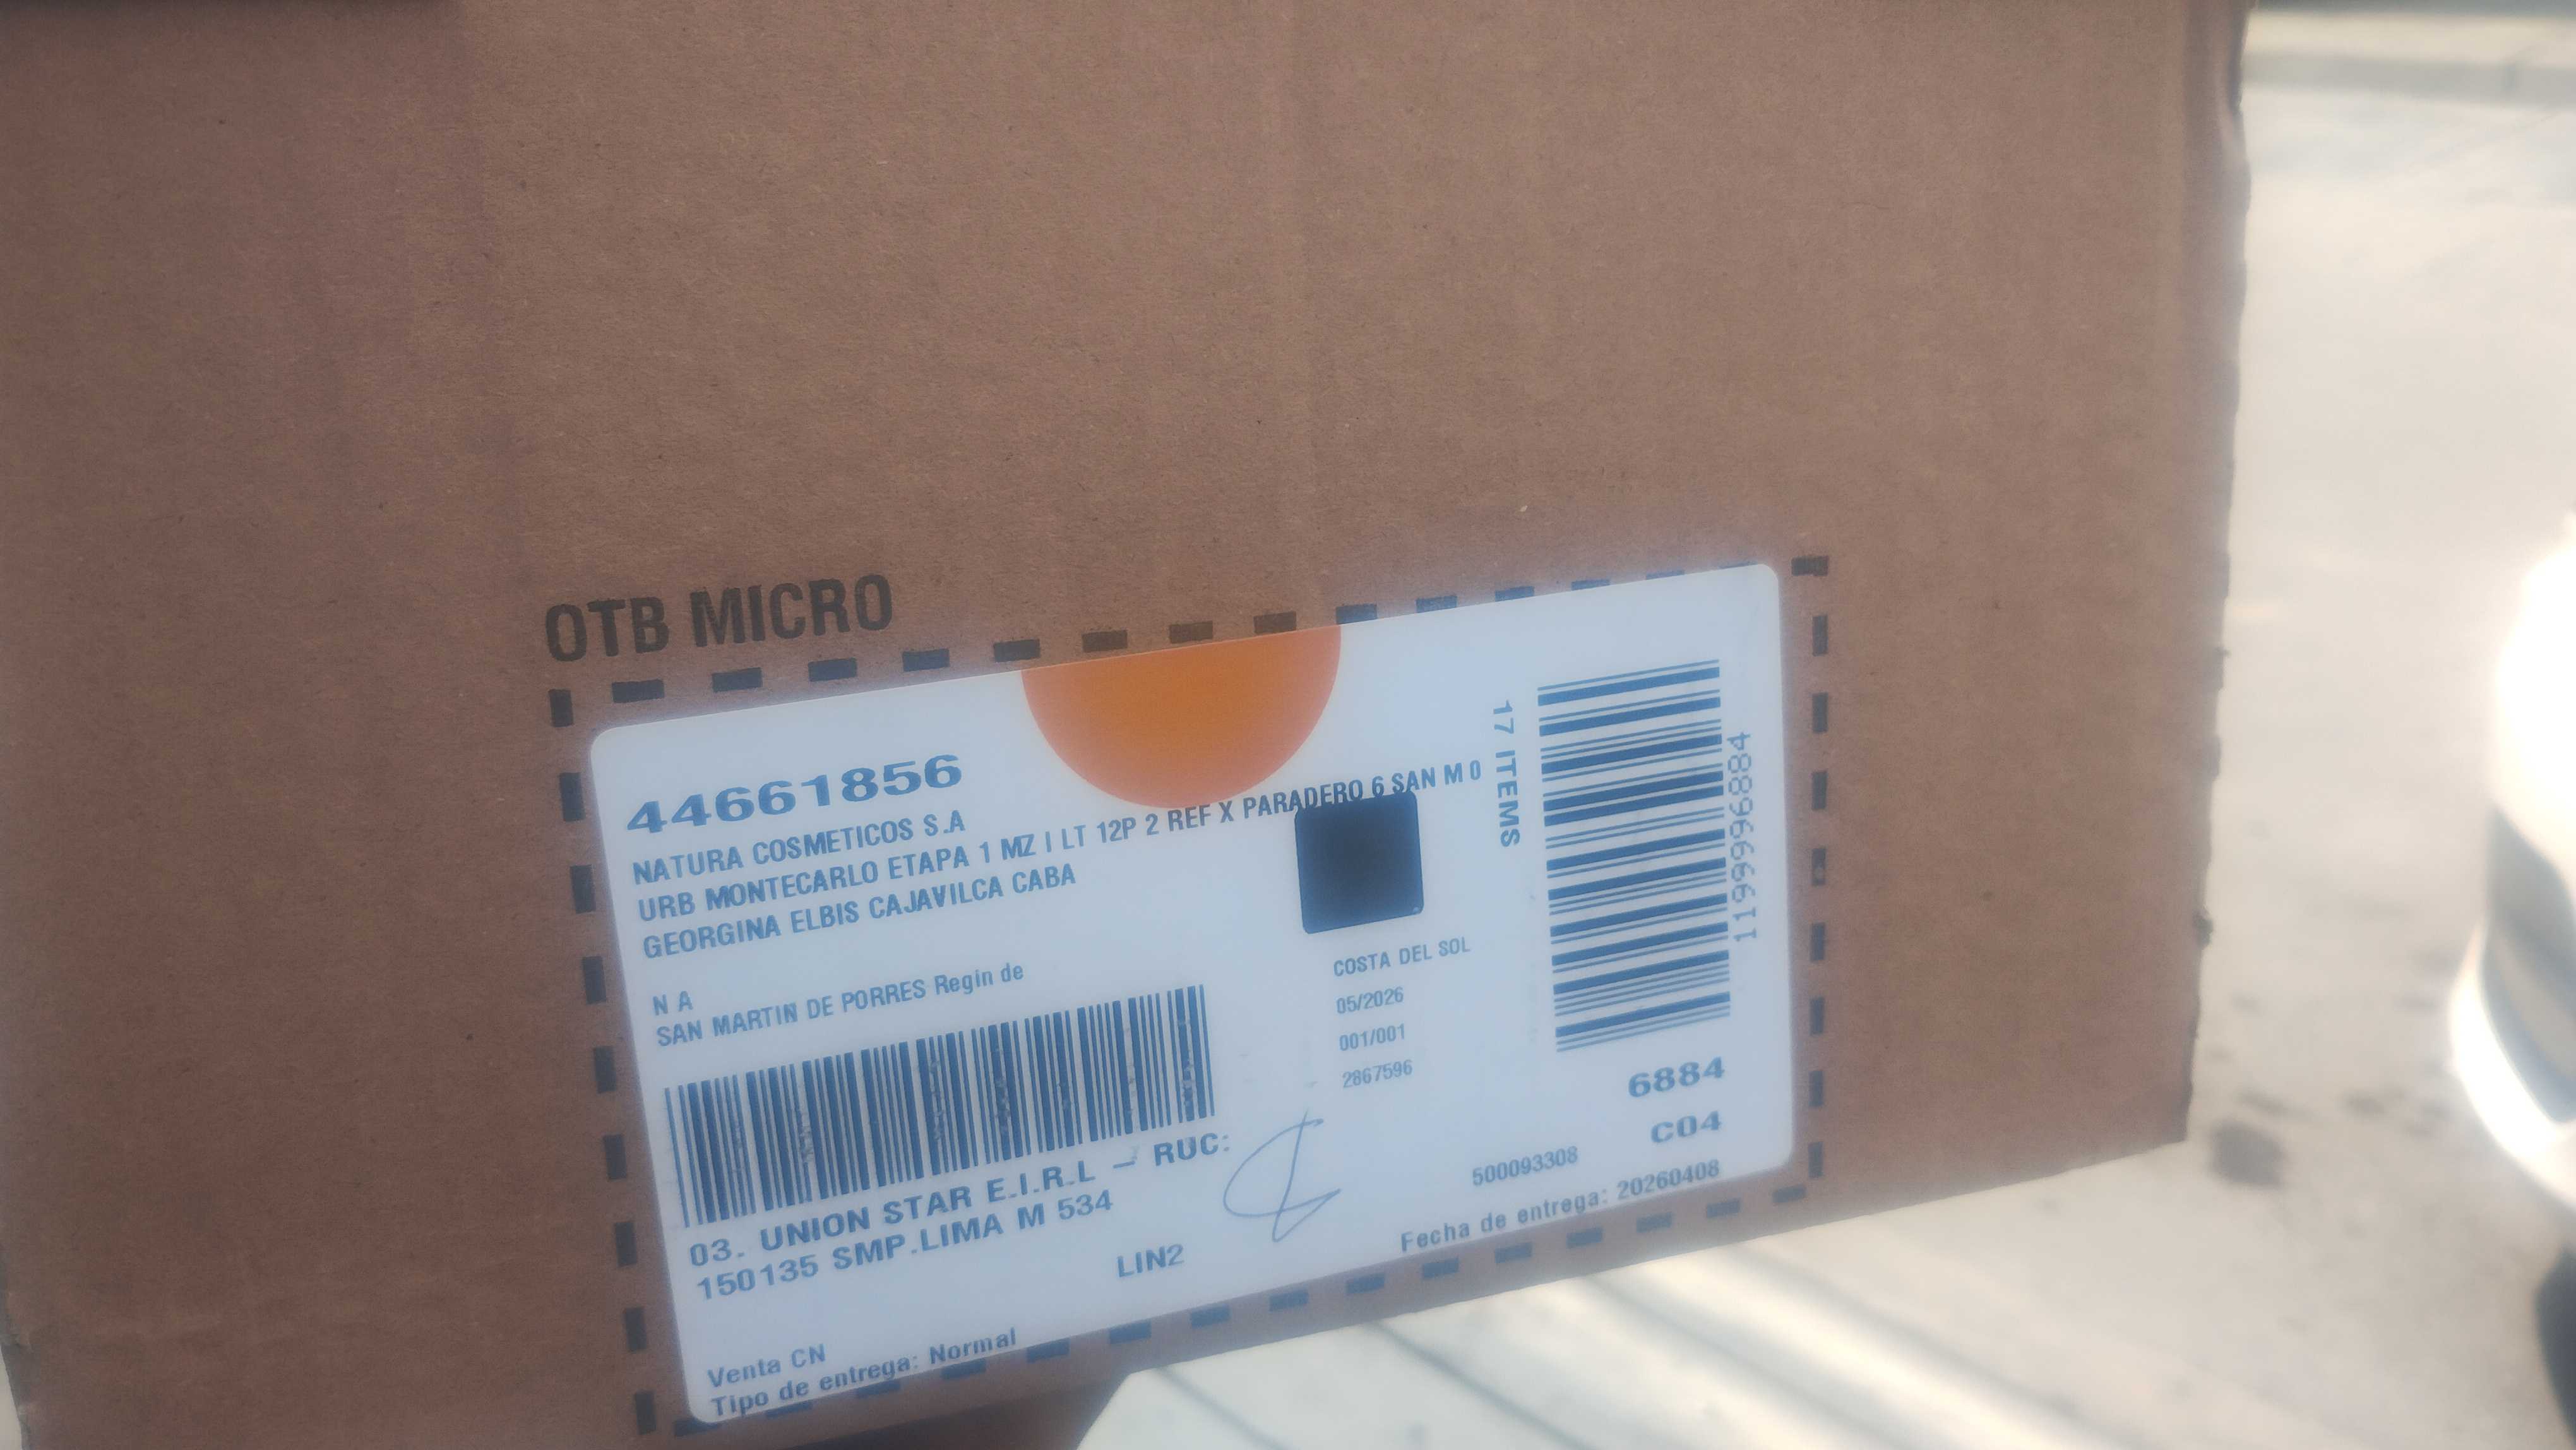 OTB MICRO
44661856
NATURA COSMETICOS S.A
URB MONTECARLO ETAPA 1 MZ I LT 12P 2 REF X PARADERO 6 SAN M 0
GEORGINA ELBIS CAJAVILCA CABA
N A
SAN MARTIN DE PORRES Regin de
03. UNION STAR E.I.R.L - RUC:
150135 SMP.LIMA M 534
LIN2
Venta CN
Tipo de entrega: Normal
COSTA DEL SOL
05/2026
001/001
2867596
17 ITEMS
1199996884
6884
C04
500093308
Fecha de entrega: 20260408